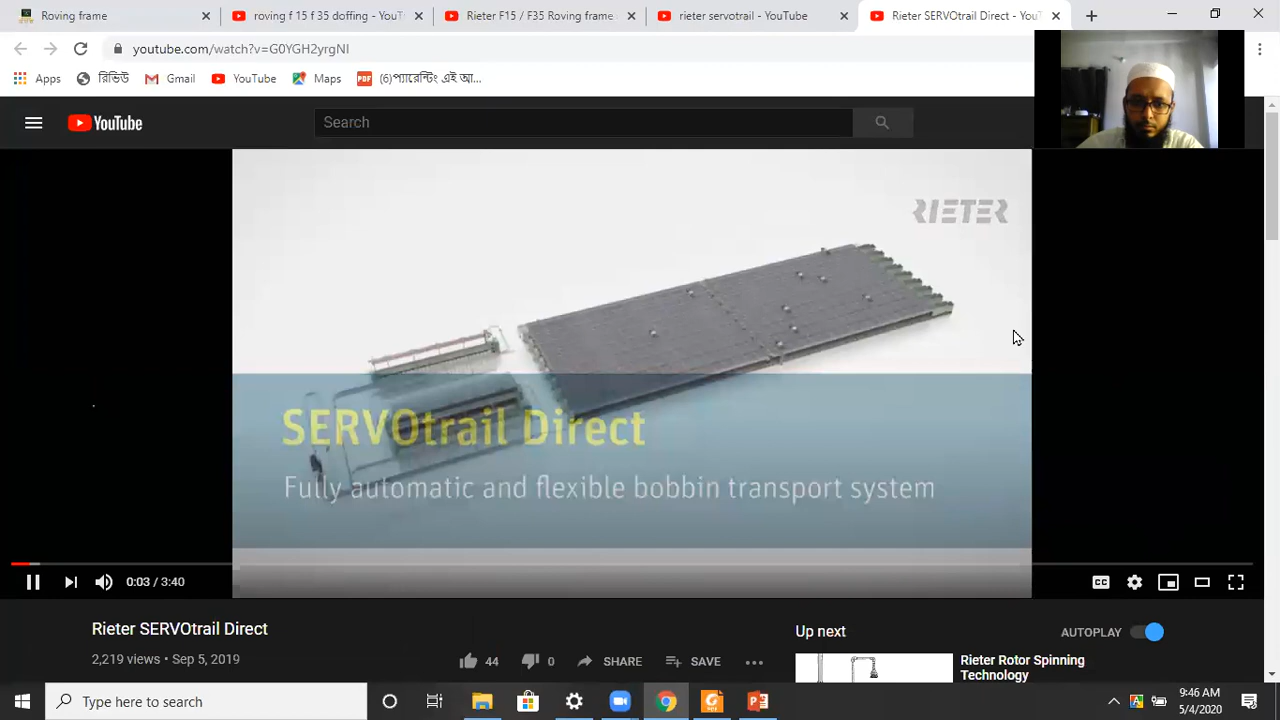 Roving frame
roving f 15 f 35 doffing - YouT
Rieter F15 / F35 Roving frame
rieter servotrail - YouTube
Rieter SERVOtrail Direct - YouT
youtube.com/watch?v=G0YGH2yrgNI
Apps
রিভিউ
Gmail
YouTube
Maps
PDF
(6)প্যারেন্টিং এই আ...
YouTube
Search
RIETER
SERVOtrail Direct
Fully automatic and flexible bobbin transport system
0:03 / 3:40
CC
Rieter SERVOtrail Direct
2,219 views • Sep 5, 2019
44
0
SHARE
SAVE
Up next
AUTOPLAY
Rieter Rotor Spinning
Technology
Type here to search
9:46 AM
5/4/2020